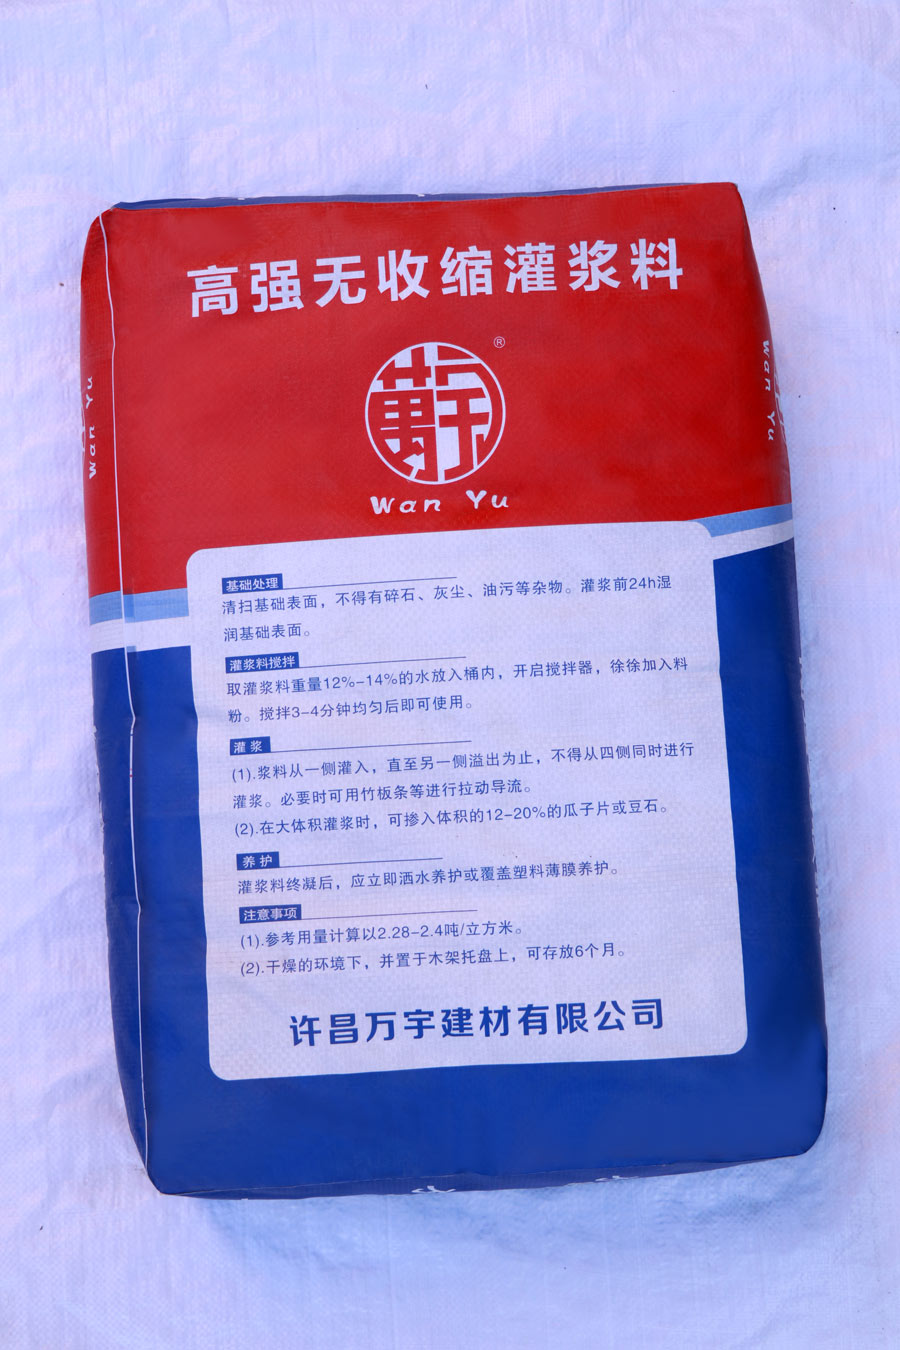 高强无收缩灌浆料
®
萬宇
Wan Yu
Wan Yu
Wan Yu
基础处理
清扫基础表面，不得有碎石、灰尘、油污等杂物。灌浆前24h湿
润基础表面。
灌浆料搅拌
取灌浆料重量12%-14%的水放入桶内，开启搅拌器，徐徐加入料
粉。搅拌3-4分钟均匀后即可使用。
灌浆
(1).浆料从一侧灌入，直至另一侧溢出为止，不得从四侧同时进行
灌浆。必要时可用竹板条等进行拉动导流。
(2).在大体积灌浆时，可掺入体积的12-20%的瓜子片或豆石。
养护
灌浆料终凝后，应立即洒水养护或覆盖塑料薄膜养护。
注意事项
(1).参考用量计算以2.28-2.4吨/立方米。
(2).干燥的环境下，并置于木架托盘上，可存放6个月。
许昌万宇建材有限公司